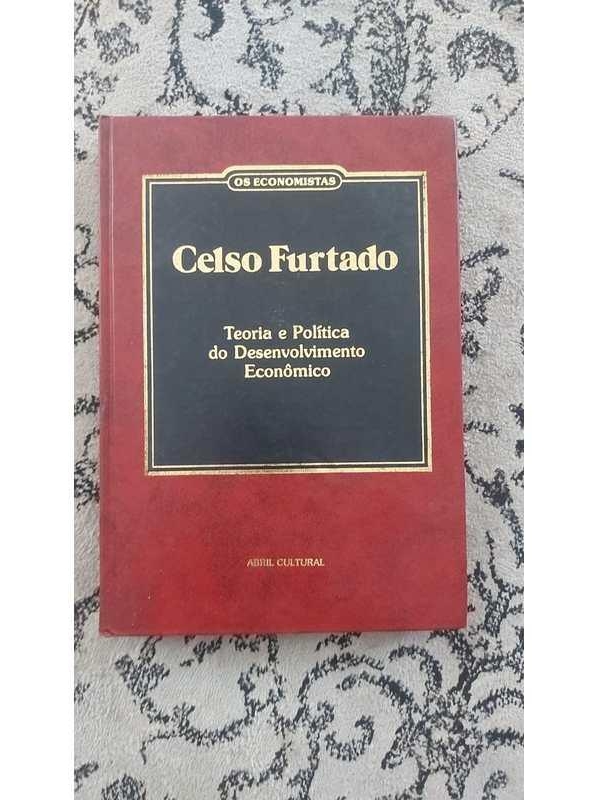 OS ECONOMISTAS
Celso Furtado
Teoria e Política
do Desenvolvimento
Econômico
ABRIL CULTURAL